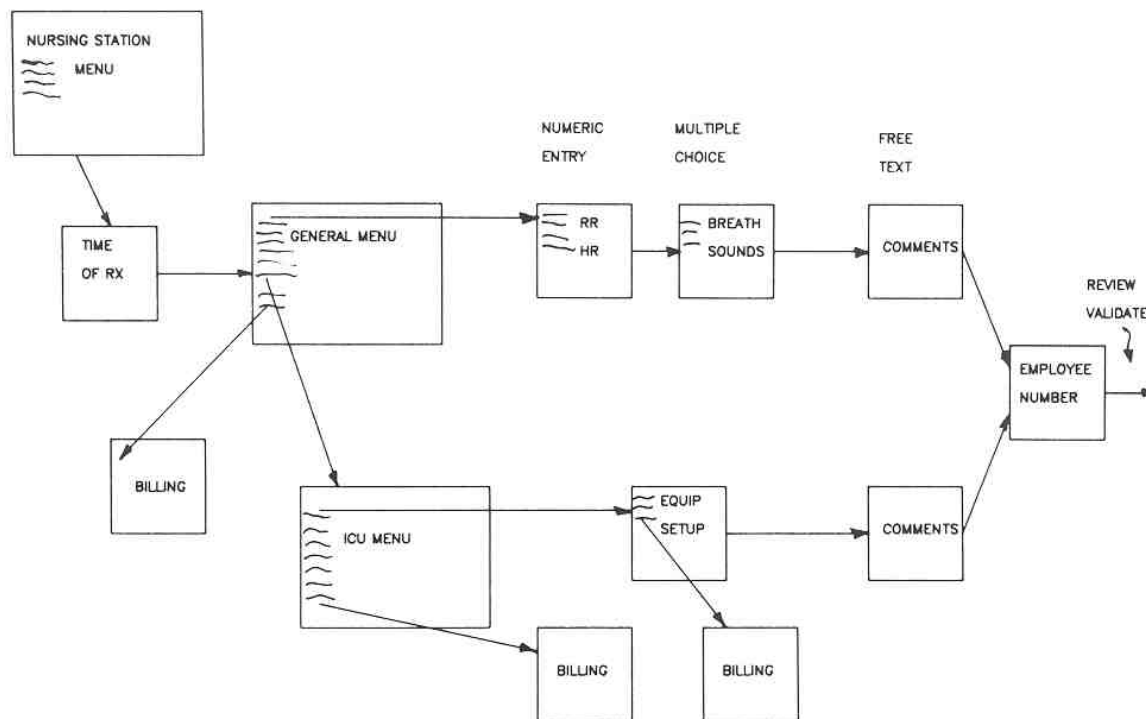 NURSING STATION
MENU
NUMERIC
ENTRY
MULTIPLE
CHOICE
FREE
TEXT
TIME
OF RX
GENERAL MENU
RR
HR
BREATH
SOUNDS
COMMENTS
REVIEW
VALIDATE
EMPLOYEE
NUMBER
BILLING
ICU MENU
EQUIP
SETUP
COMMENTS
BILLING
BILLING